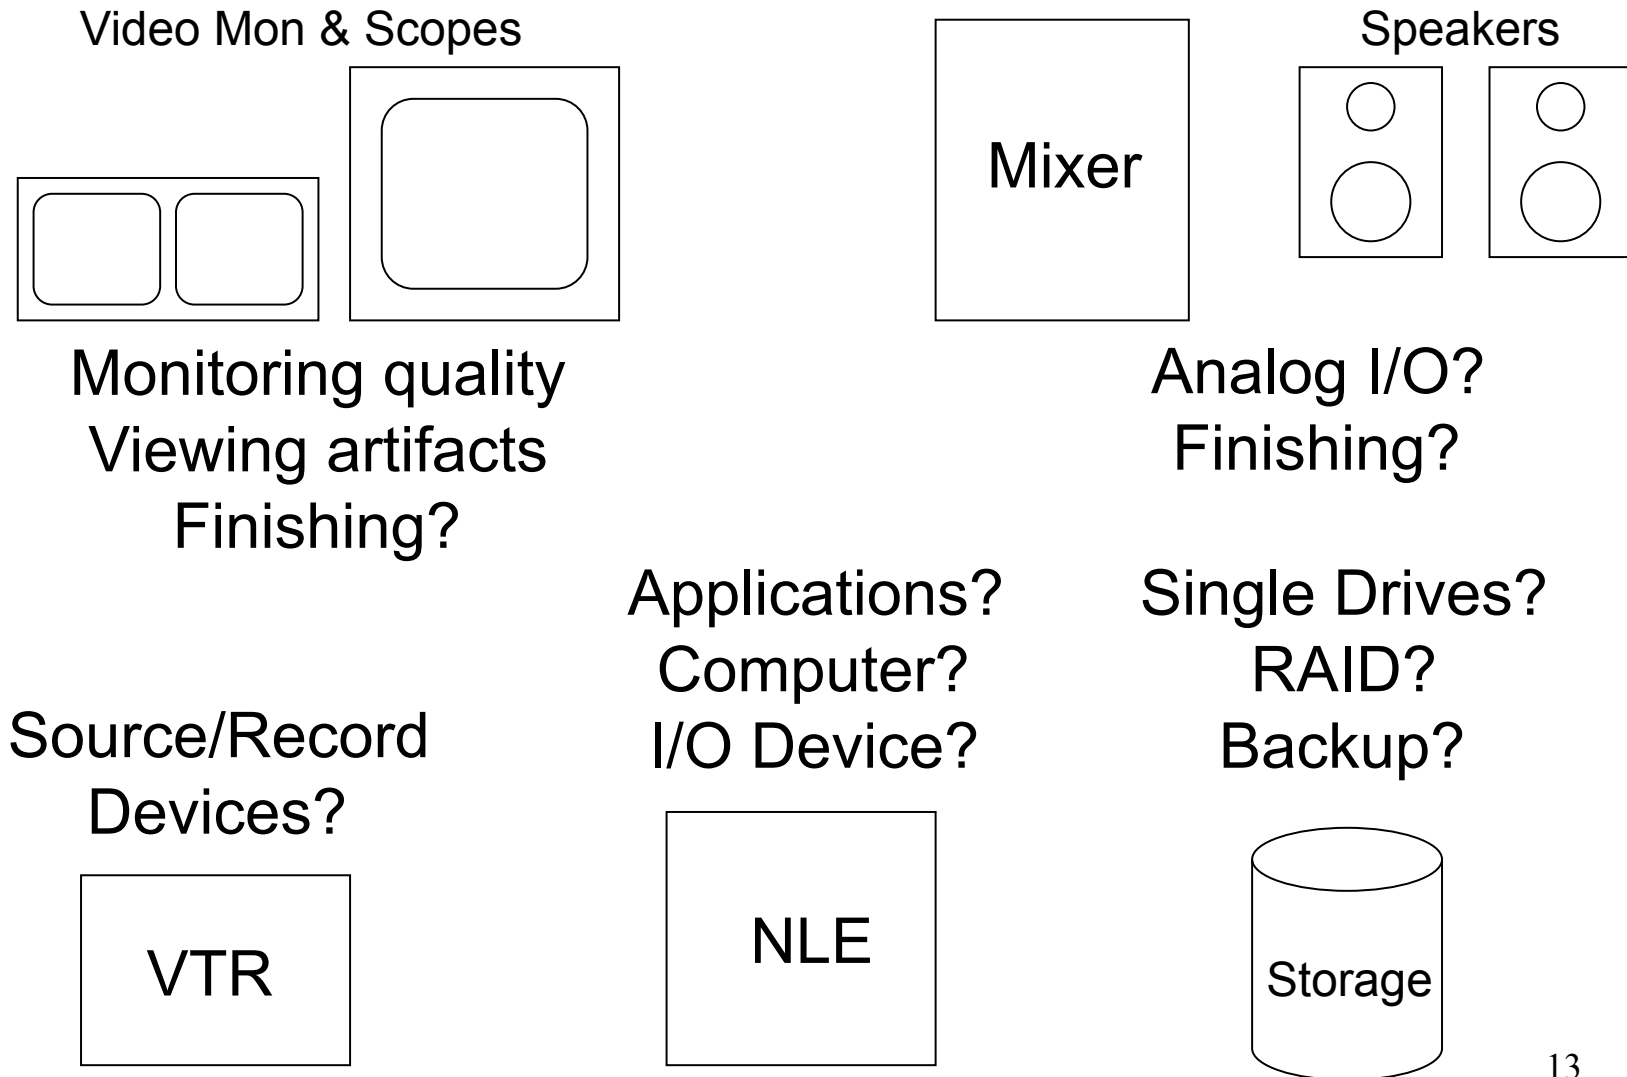 Video Mon & Scopes
Speakers
Mixer
Monitoring quality
Viewing artifacts
Finishing?
Analog I/O?
Finishing?
Applications?
Computer?
I/O Device?
Single Drives?
RAID?
Backup?
Source/Record
Devices?
VTR
NLE
Storage
13